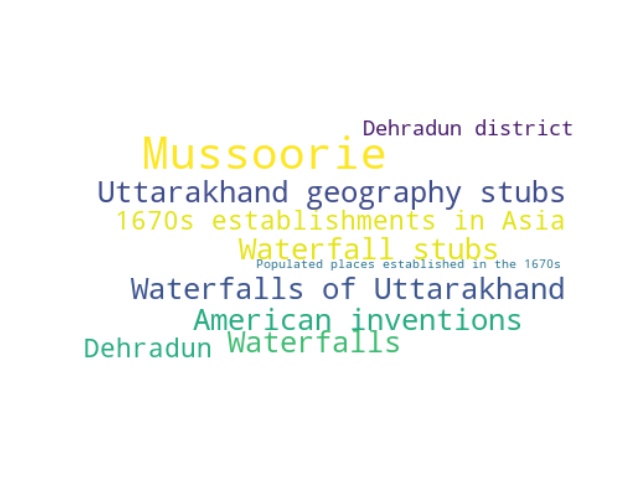 Dehradun district
Mussoorie
Uttarakhand geography stubs
1670s establishments in Asia
Waterfall stubs
Populated places established in the 1670s
Waterfalls of Uttarakhand
American inventions
Dehradun Waterfalls